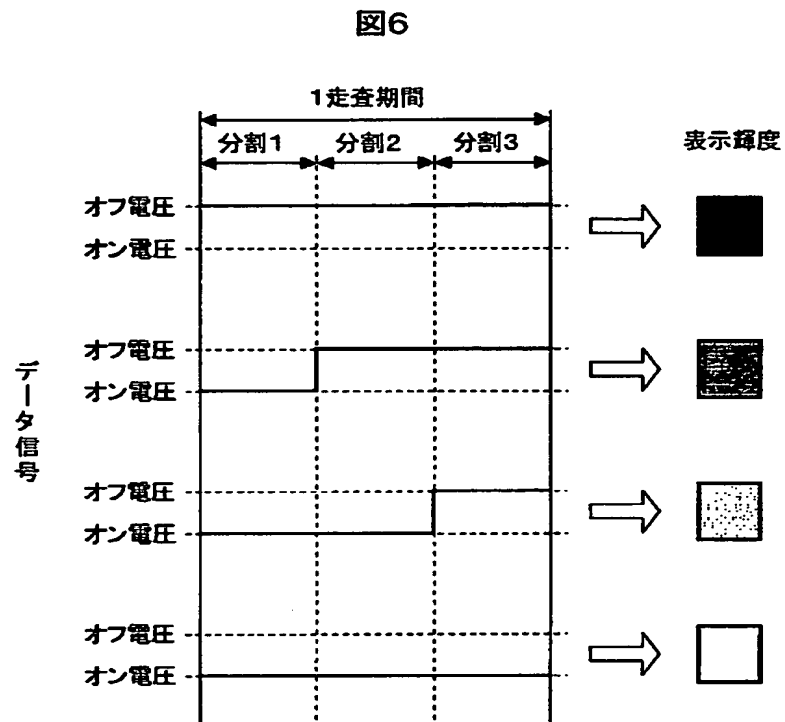 図6
1走査期間
分割1 分割2 分割3
表示輝度
オフ電圧
オン電圧
オフ電圧
オン電圧
データ信号
オフ電圧
オン電圧
オフ電圧
オン電圧